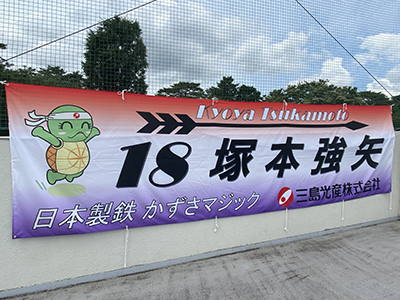 Kyoya Tsukamoto
18 塚本強矢
日本製鉄 かずさマジック
三島光産株式会社